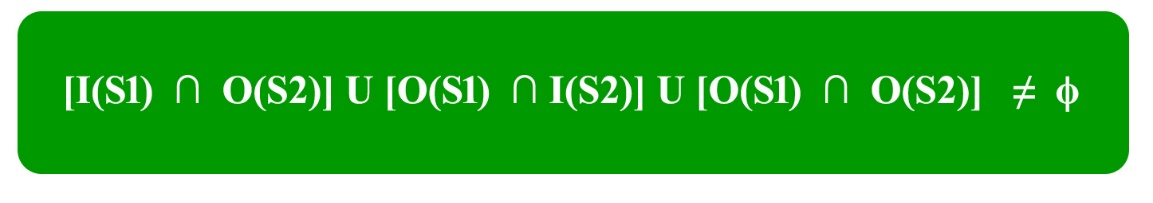 [I(S1) ∩ O(S2)] U [O(S1) ∩ I(S2)] U [O(S1) ∩ O(S2)] ≠ ϕ